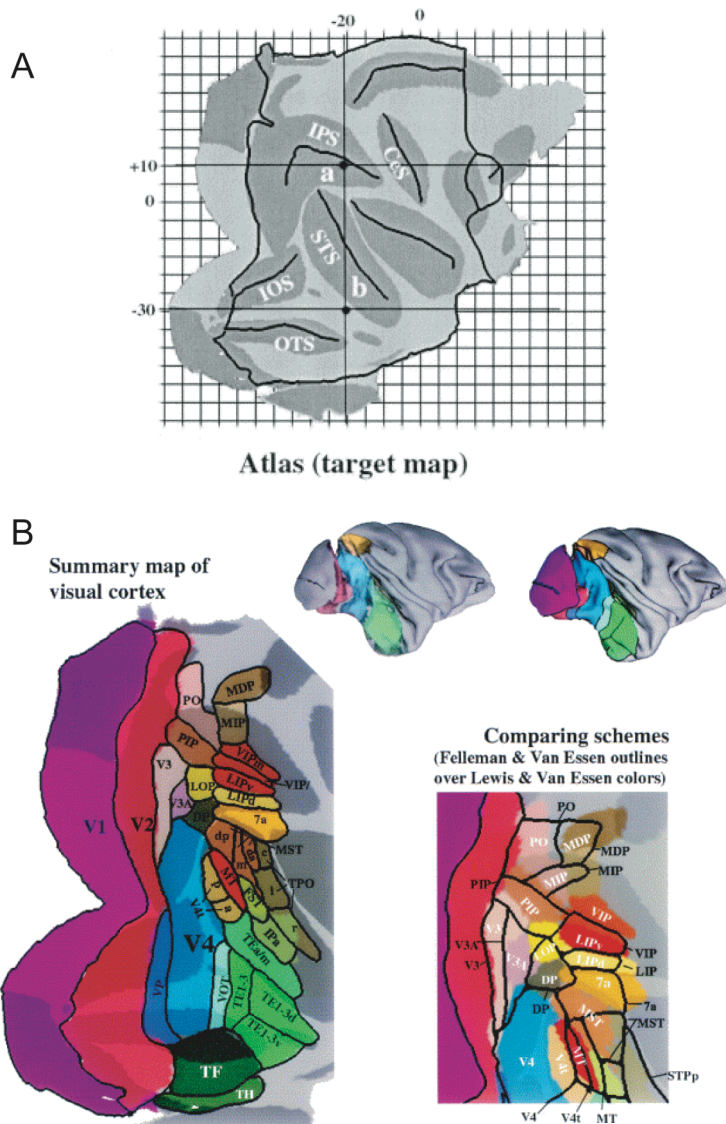 A
-20
0
IPS
CeS
+10
a
0
STS
b
IOS
-30
OTS
Atlas (target map)
B
Summary map of
visual cortex
PO
MDP
MIP
PIP
V3
VIPm
VIPl
LIPv
LOP
LIPd
V3A
DP
7a
V1
V2
dp
MST
m
ds
c
MT
TPO
p
FST
i
V4t
a
r
V4
IPa
TEa/m
VOT
VP
TE1-3
TE1-3d
TE1-3v
TF
TH
Comparing schemes
(Felleman & Van Essen outlines
over Lewis & Van Essen colors)
PO
PO
MDP
MDP
MIP
MIP
PIP
PIP
V3
VIP
V3A
LIPv
VIP
V3
V3A
LOP
LIPd
LIP
DP
7a
DP
7a
MST
MST
V4
V4t
MT
STPp
V4
V4t
MT